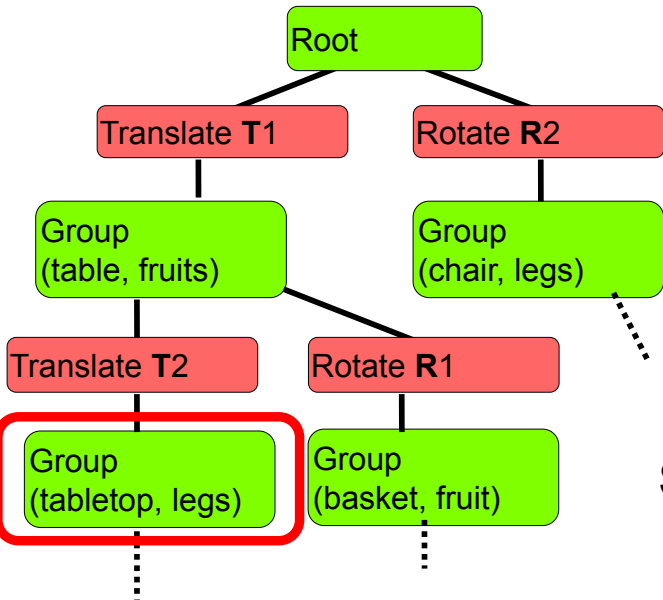 Root
Translate T1
Rotate R2
Group
(table, fruits)
Group
(chair, legs)
Translate T2
Rotate R1
Group
(tabletop, legs)
Group
(basket, fruit)